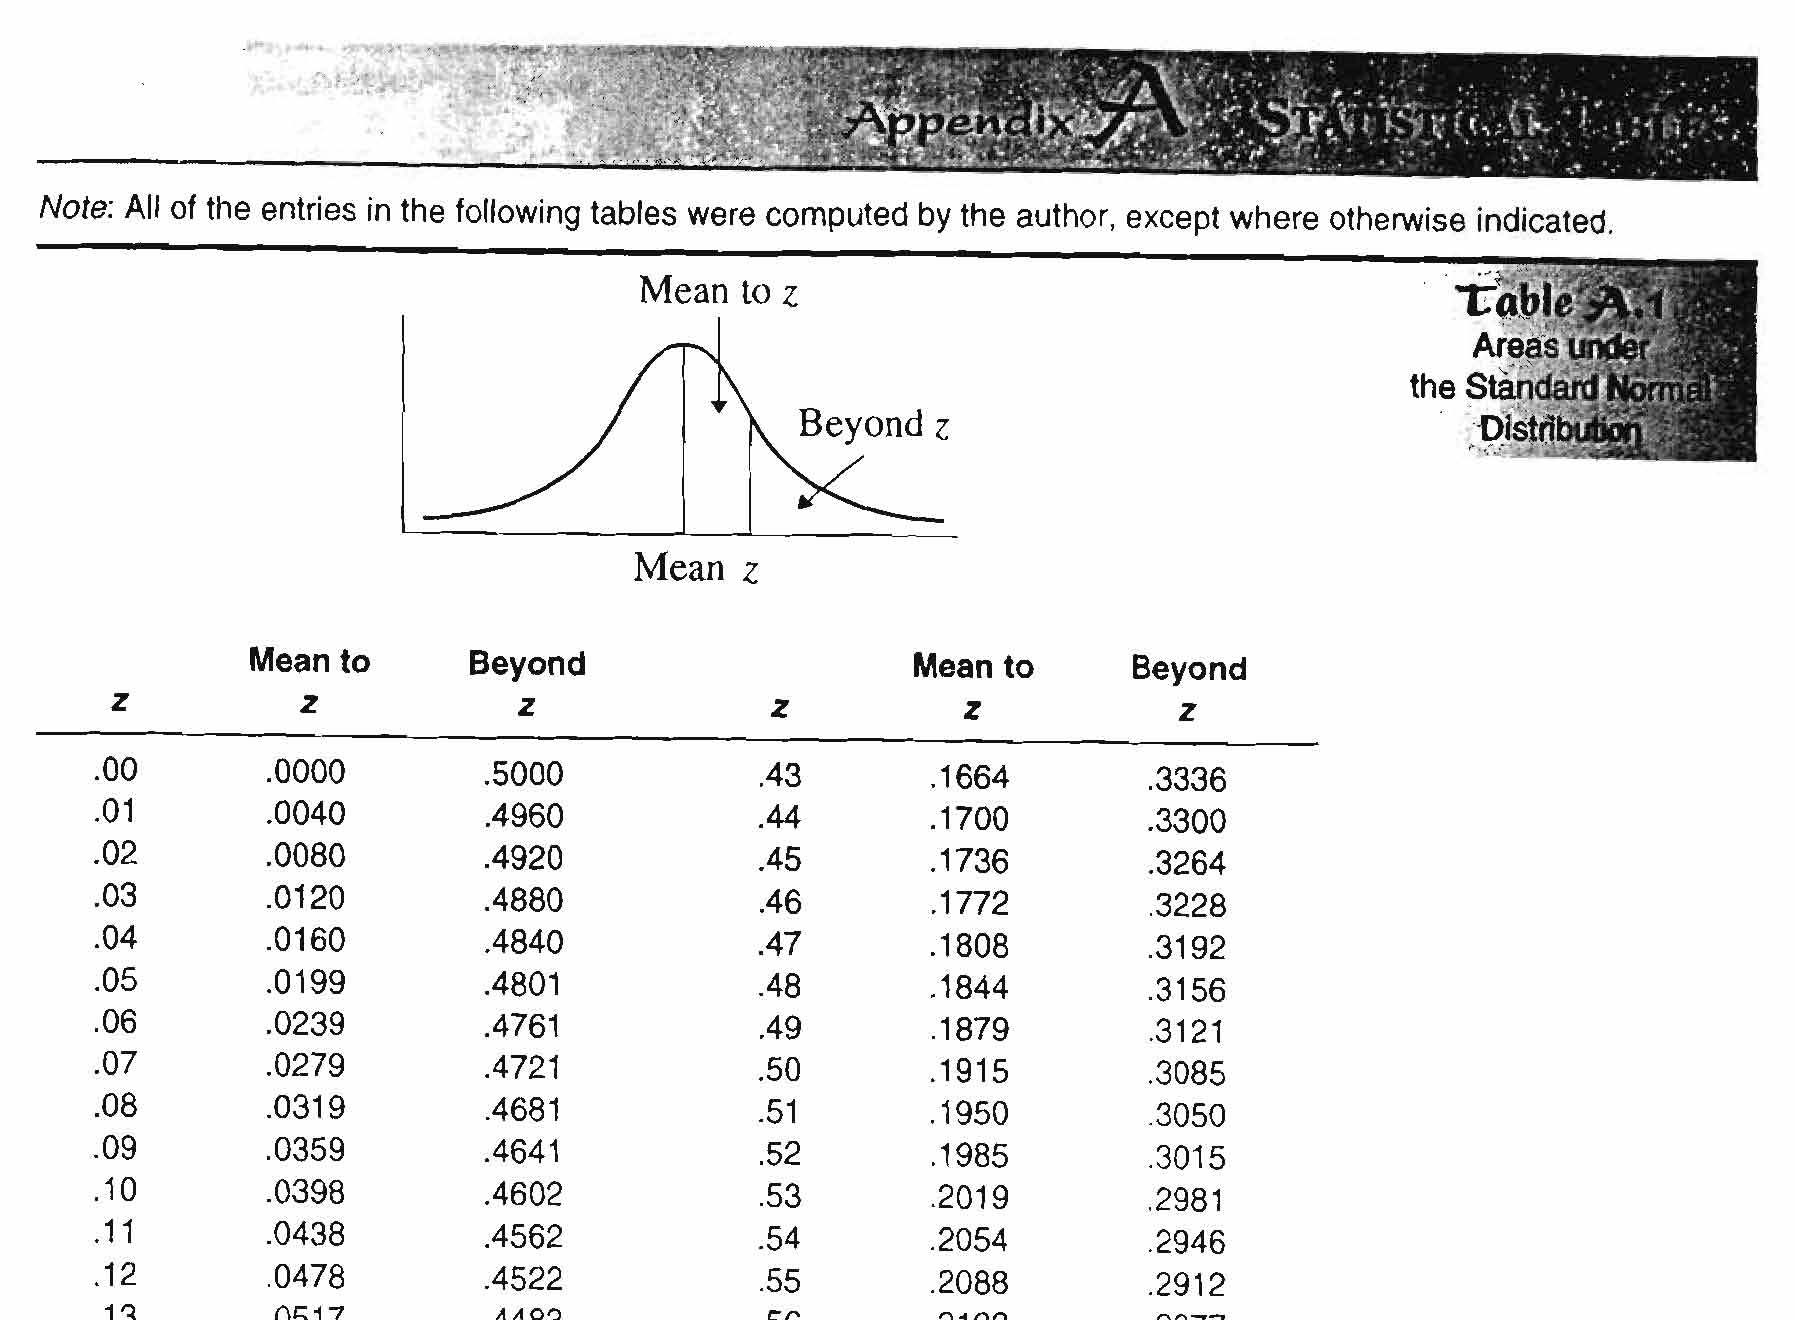 Appendix A STATISTICAL TABLES
Note: All of the entries in the following tables were computed by the author, except where otherwise indicated.
Table A.1
Areas under
the Standard Normal
Distribution
Mean to z
Beyond z
Mean z
Mean to Beyond Mean to Beyond
z z z z z z
.00 .0000 .5000 .43 .1664 .3336
.01 .0040 .4960 .44 .1700 .3300
.02 .0080 .4920 .45 .1736 .3264
.03 .0120 .4880 .46 .1772 .3228
.04 .0160 .4840 .47 .1808 .3192
.05 .0199 .4801 .48 .1844 .3156
.06 .0239 .4761 .49 .1879 .3121
.07 .0279 .4721 .50 .1915 .3085
.08 .0319 .4681 .51 .1950 .3050
.09 .0359 .4641 .52 .1985 .3015
.10 .0398 .4602 .53 .2019 .2981
.11 .0438 .4562 .54 .2054 .2946
.12 .0478 .4522 .55 .2088 .2912
.13 .0517 .4483